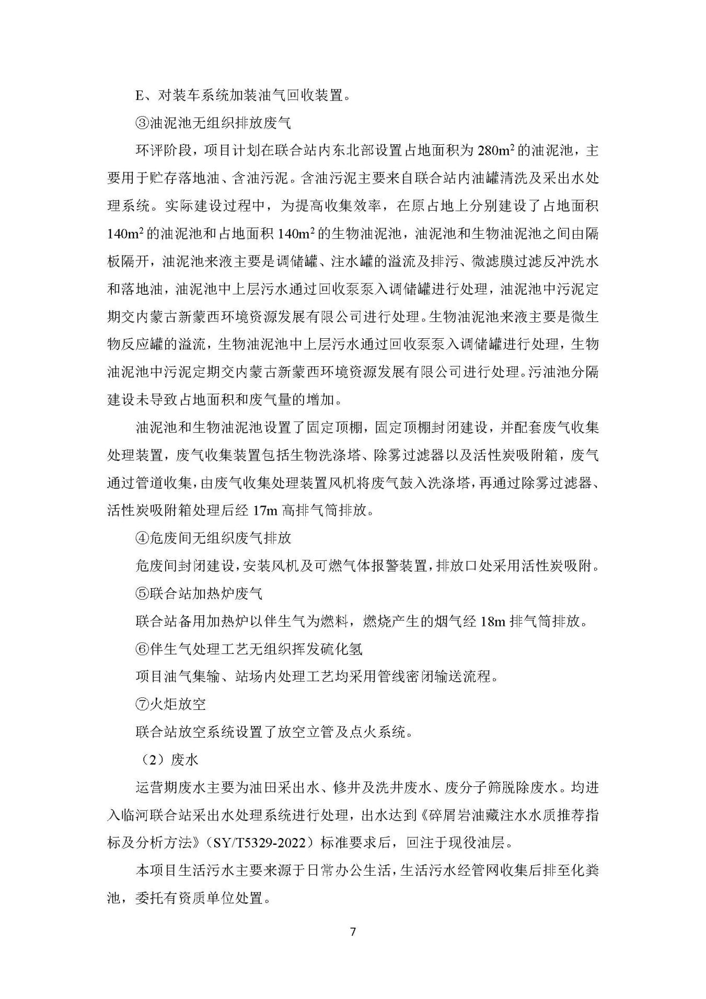 E、对装车系统加装油气回收装置。
③油泥池无组织排放废气
环评阶段，项目计划在联合站内东北部设置占地面积为 280m²的油泥池，主
要用于贮存落地油、含油污泥。含油污泥主要来自联合站内油罐清洗及采出水处
理系统。实际建设过程中，为提高收集效率，在原占地上分别建设了占地面积
140m²的油泥池和占地面积 140m²的生物油泥池，油泥池和生物油泥池之间由隔
板隔开，油泥池来液主要是调储罐、注水罐的溢流及排污、微滤膜过滤反冲洗水
和落地油，油泥池中上层污水通过回收泵泵入调储罐进行处理，油泥池中污泥定
期交内蒙古新蒙西环境资源发展有限公司进行处理。生物油泥池来液主要是微生
物反应罐的溢流，生物油泥池中上层污水通过回收泵泵入调储罐进行处理，生物
油泥池中污泥定期交内蒙古新蒙西环境资源发展有限公司进行处理。污油池分隔
建设未导致占地面积和废气量的增加。
油泥池和生物油泥池设置了固定顶棚，固定顶棚封闭建设，并配套废气收集
处理装置，废气收集装置包括生物洗涤塔、除雾过滤器以及活性炭吸附箱，废气
通过管道收集，由废气收集处理装置风机将废气鼓入洗涤塔，再通过除雾过滤器、
活性炭吸附箱处理后经 17m 高排气筒排放。
④危废间无组织废气排放
危废间封闭建设，安装风机及可燃气体报警装置，排放口处采用活性炭吸附。
⑤联合站加热炉废气
联合站备用加热炉以伴生气为燃料，燃烧产生的烟气经 18m 排气筒排放。
⑥伴生气处理工艺无组织挥发硫化氢
项目油气集输、站场内处理工艺均采用管线密闭输送流程。
⑦火炬放空
联合站放空系统设置了放空立管及点火系统。
（2）废水
运营期废水主要为油田采出水、修井及洗井废水、废分子筛脱除废水。均进
入临河联合站采出水处理系统进行处理，出水达到《碎屑岩油藏注水水质推荐指
标及分析方法》（SY/T5329-2022）标准要求后，回注于现役油层。
本项目生活污水主要来源于日常办公生活，生活污水经管网收集后排至化粪
池，委托有资质单位处置。
7